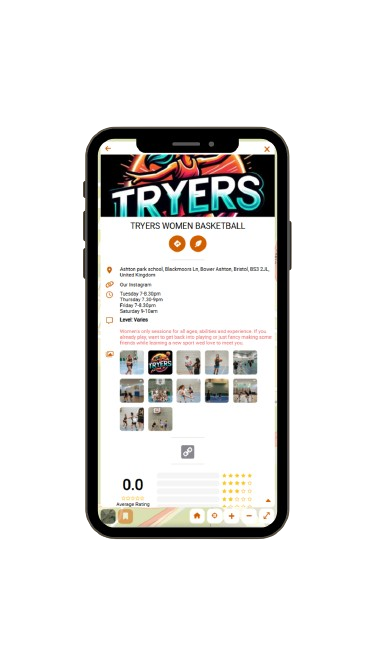 TRYERS
TRYERS WOMEN BASKETBALL
Ashton park school, Blackmoors Ln, Bower Ashton, Bristol, BS3 2JL,
United Kingdom
Our Instagram
Tuesday 7-8:30pm
Thursday 7.30-9pm
Friday 7-8.30pm
Saturday 9-10am
Level: Varies
Womens only sessions for all ages, abilities and experience. If you
already play, want to get back into playing or just fancy making some
friends while learning a new sport wed love to meet you.
0.0
Average Rating